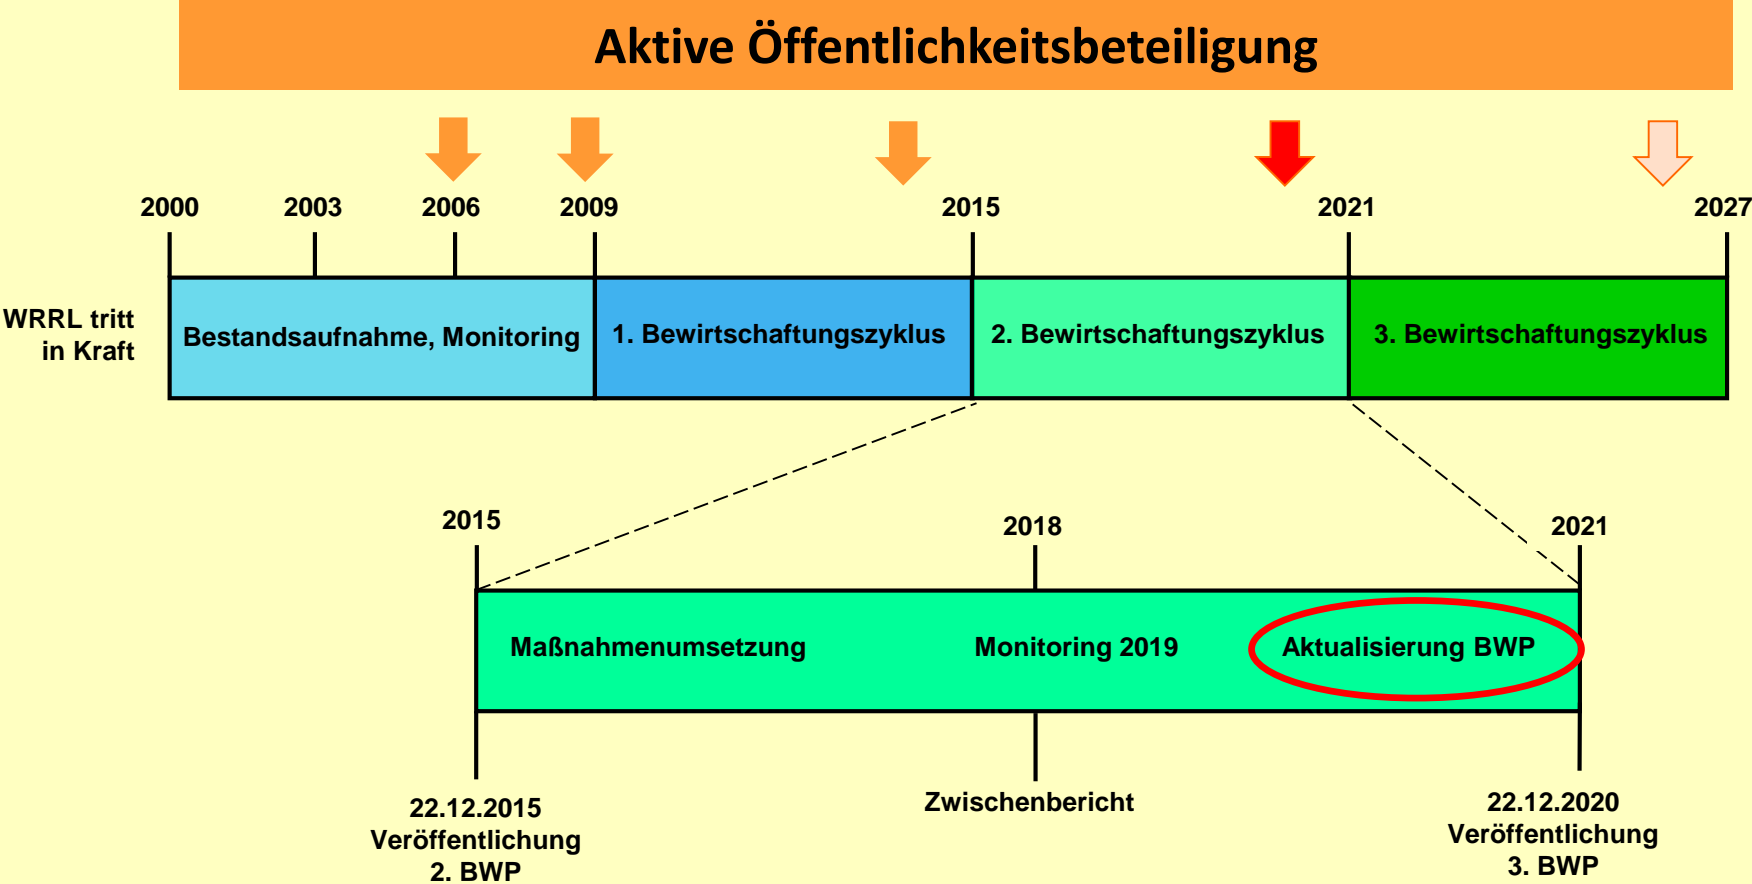 Aktive Öffentlichkeitsbeteiligung
2000 2003 2006 2009 2015 2021 2027
WRRL tritt
in Kraft
Bestandsaufnahme, Monitoring
1. Bewirtschaftungszyklus
2. Bewirtschaftungszyklus
3. Bewirtschaftungszyklus
2015 2018 2021
Maßnahmenumsetzung
Monitoring 2019
Aktualisierung BWP
22.12.2015
Veröffentlichung
2. BWP
Zwischenbericht
22.12.2020
Veröffentlichung
3. BWP